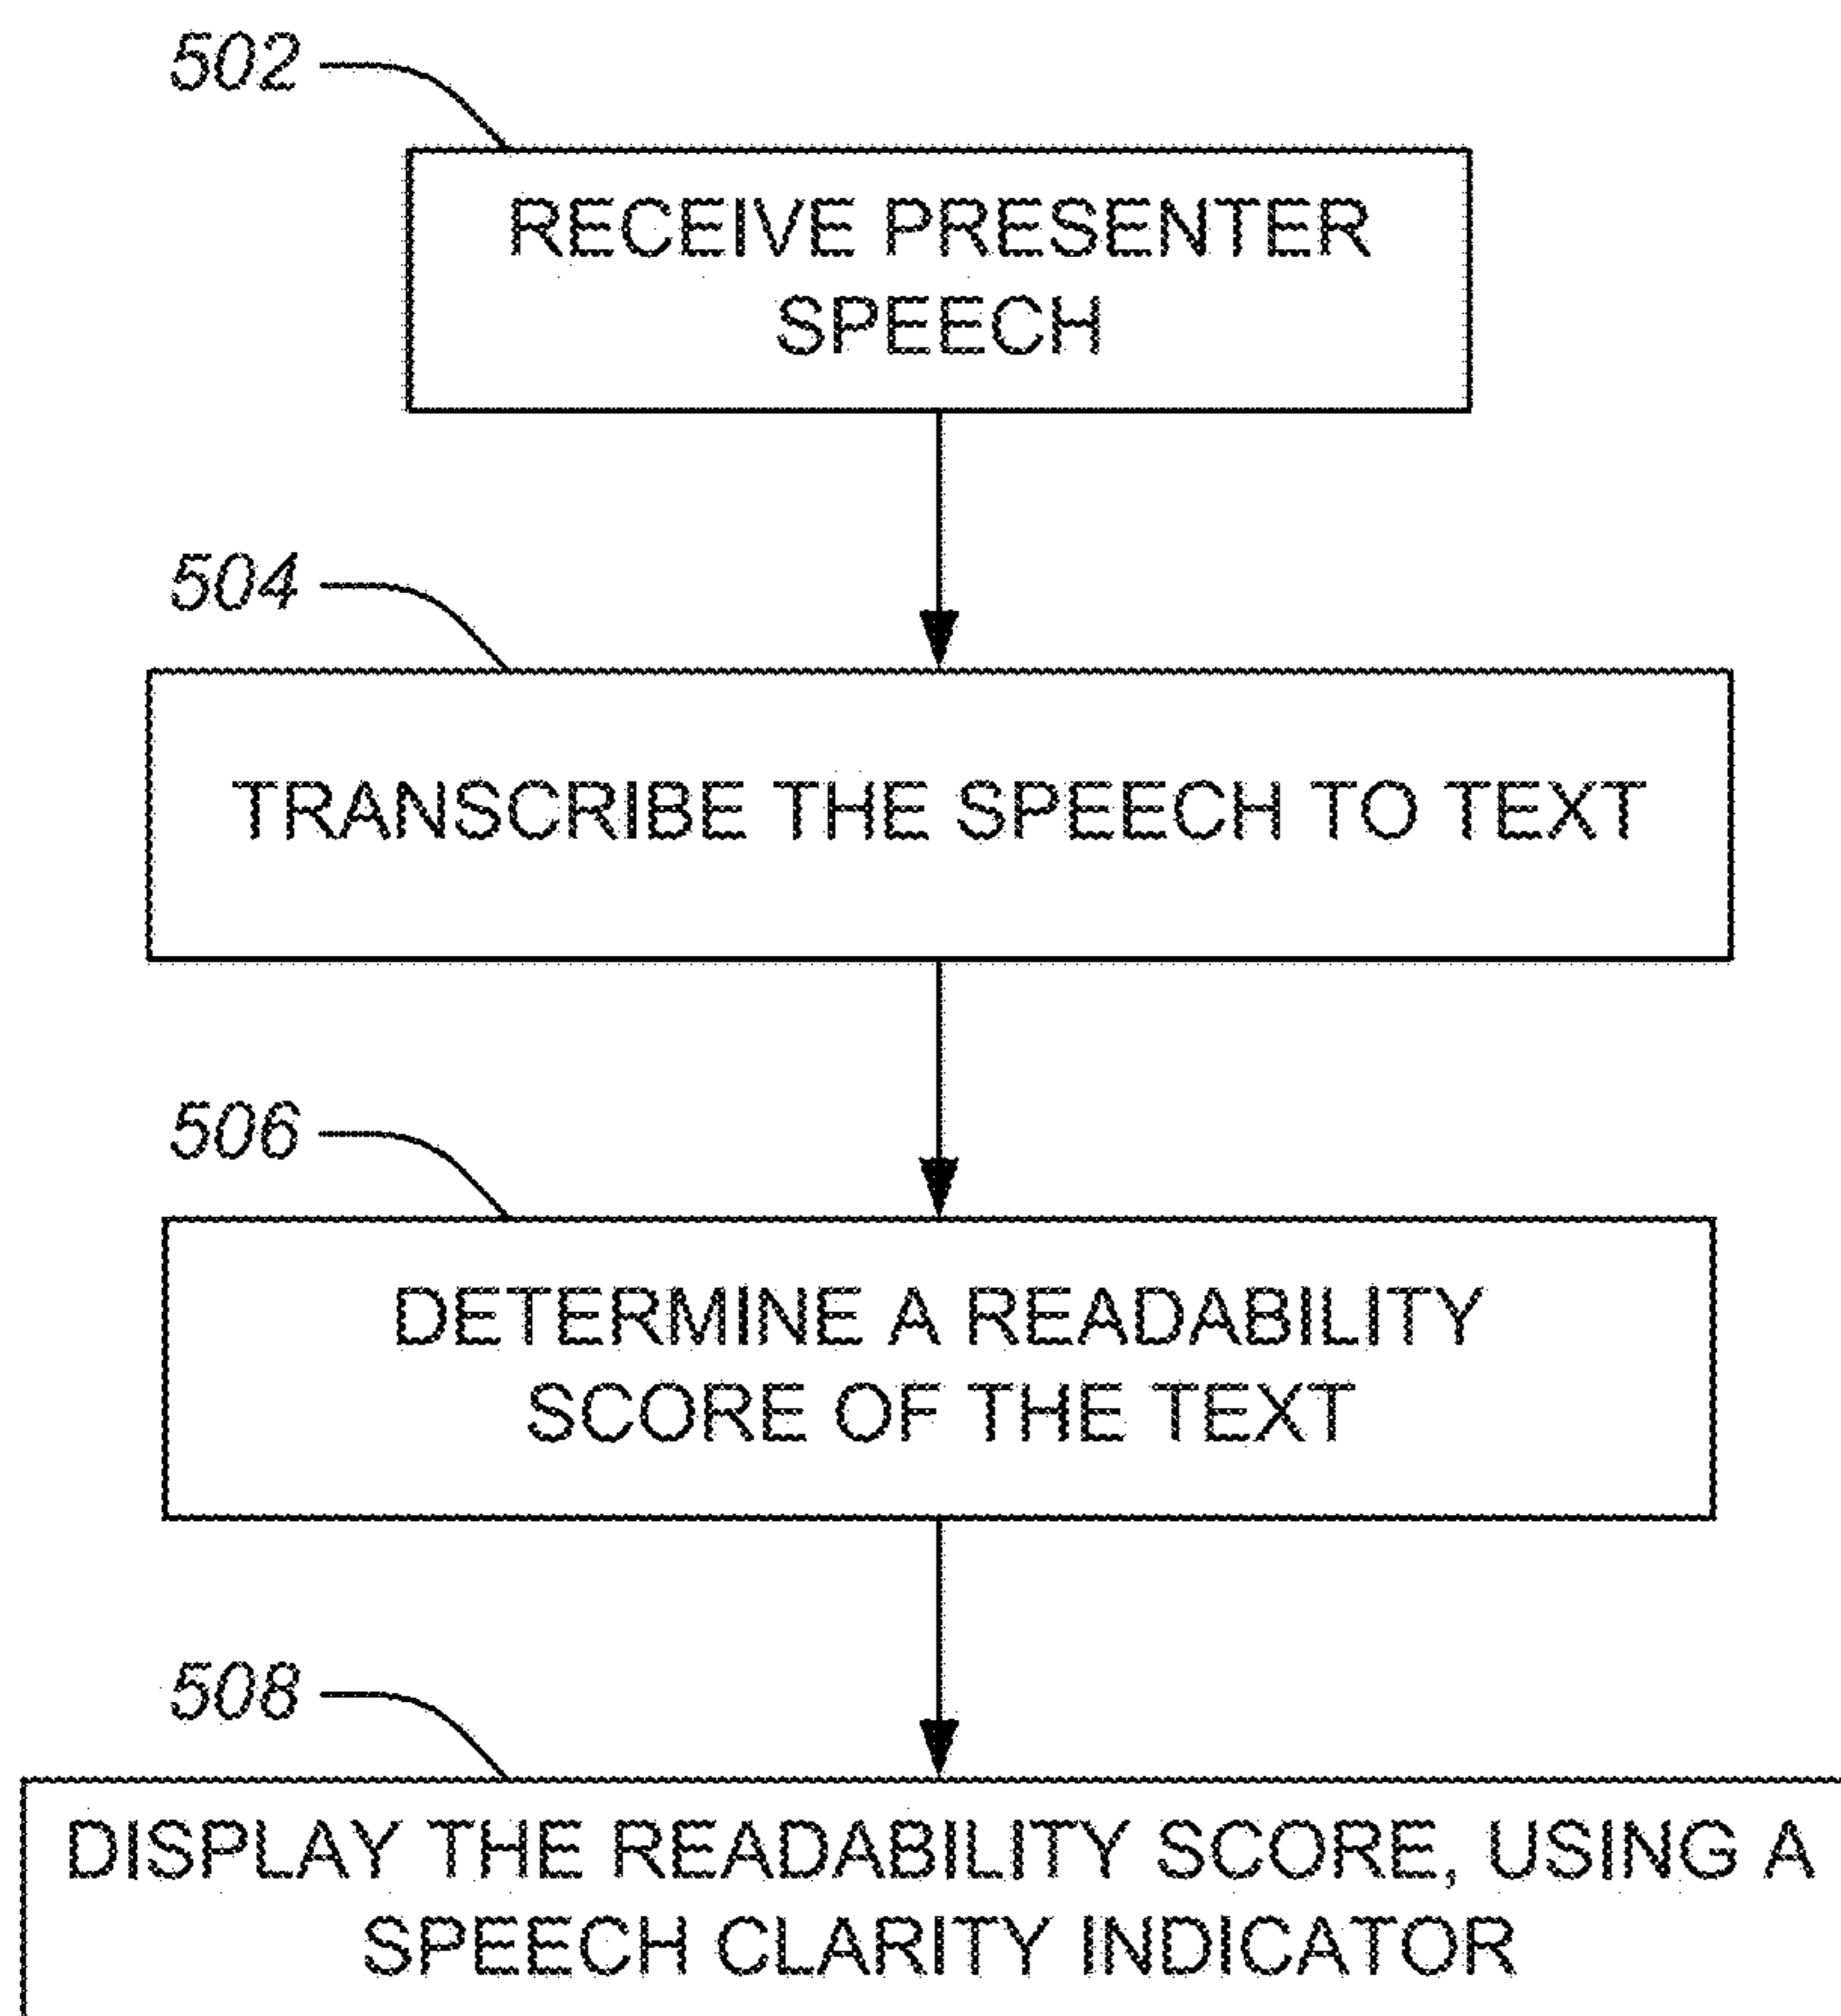 502
RECEIVE PRESENTER
SPEECH
504
TRANSCRIBE THE SPEECH TO TEXT
506
DETERMINE A READABILITY
SCORE OF THE TEXT
508
DISPLAY THE READABILITY SCORE, USING A
SPEECH CLARITY INDICATOR